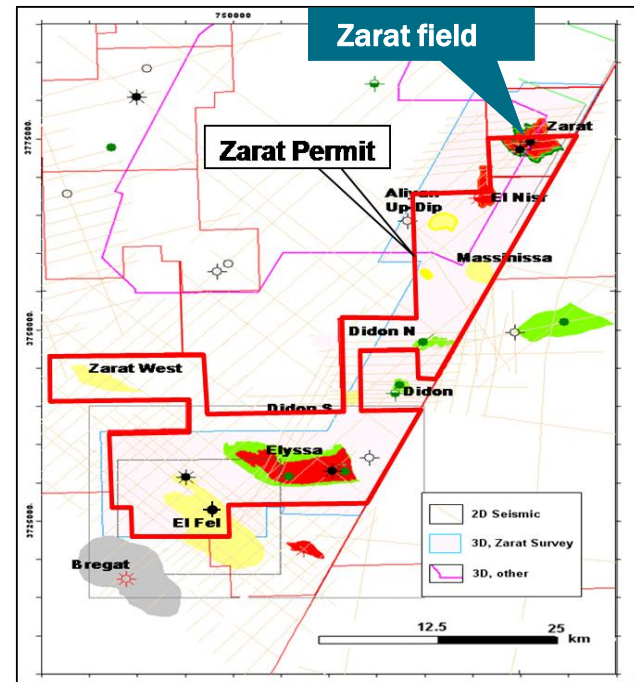 750000
Zarat field
3775000.
Zarat
Zarat Permit
Aliyan
Up-Dip
El Nisr
Massinissa
3750000.
Didon N
Zarat West
Didon
Didon S
Elyssa
El Fel
3725000.
Bregat
2D Seismic
3D, Zarat Survey
3D, other
12.5
25
km